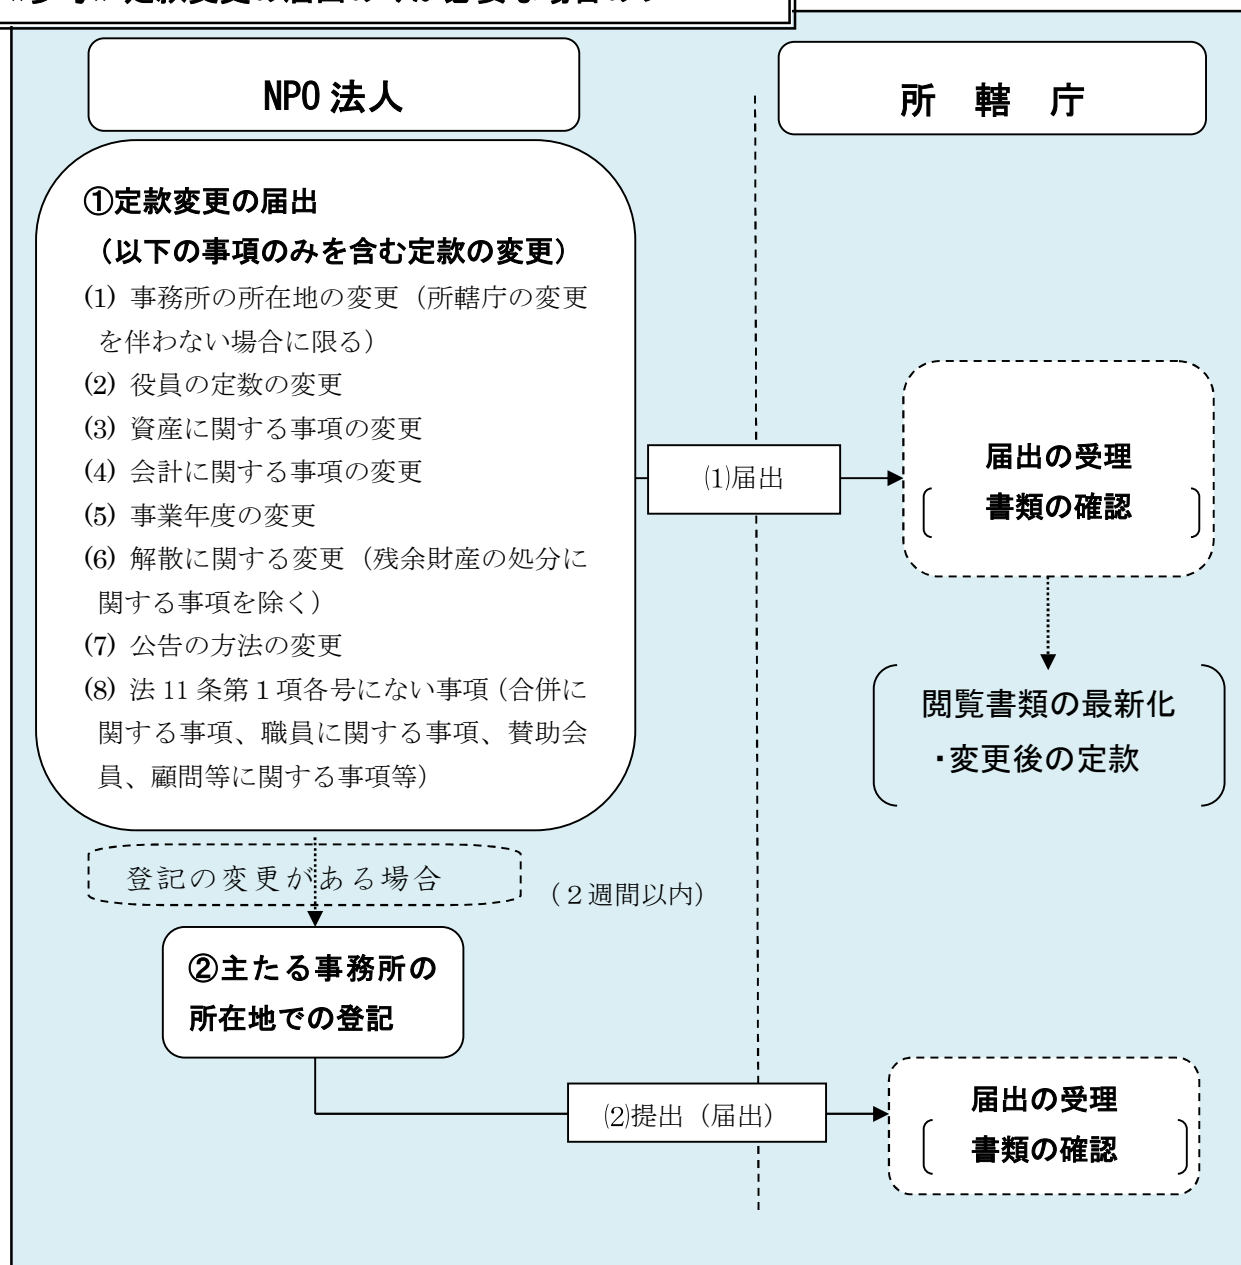 NPO 法人
所 轄 庁
①定款変更の届出
（以下の事項のみを含む定款の変更）
(1) 事務所の所在地の変更（所轄庁の変更
を伴わない場合に限る）
(2) 役員の定数の変更
(3) 資産に関する事項の変更
(4) 会計に関する事項の変更
(5) 事業年度の変更
(6) 解散に関する変更（残余財産の処分に
関する事項を除く）
(7) 公告の方法の変更
(8) 法 11 条第１項各号にない事項（合併に
関する事項、職員に関する事項、賛助会
員、顧問等に関する事項等）
⑴届出
届出の受理
書類の確認
閲覧書類の最新化
・変更後の定款
登記の変更がある場合
（２週間以内）
②主たる事務所の
所在地での登記
⑵提出（届出）
届出の受理
書類の確認